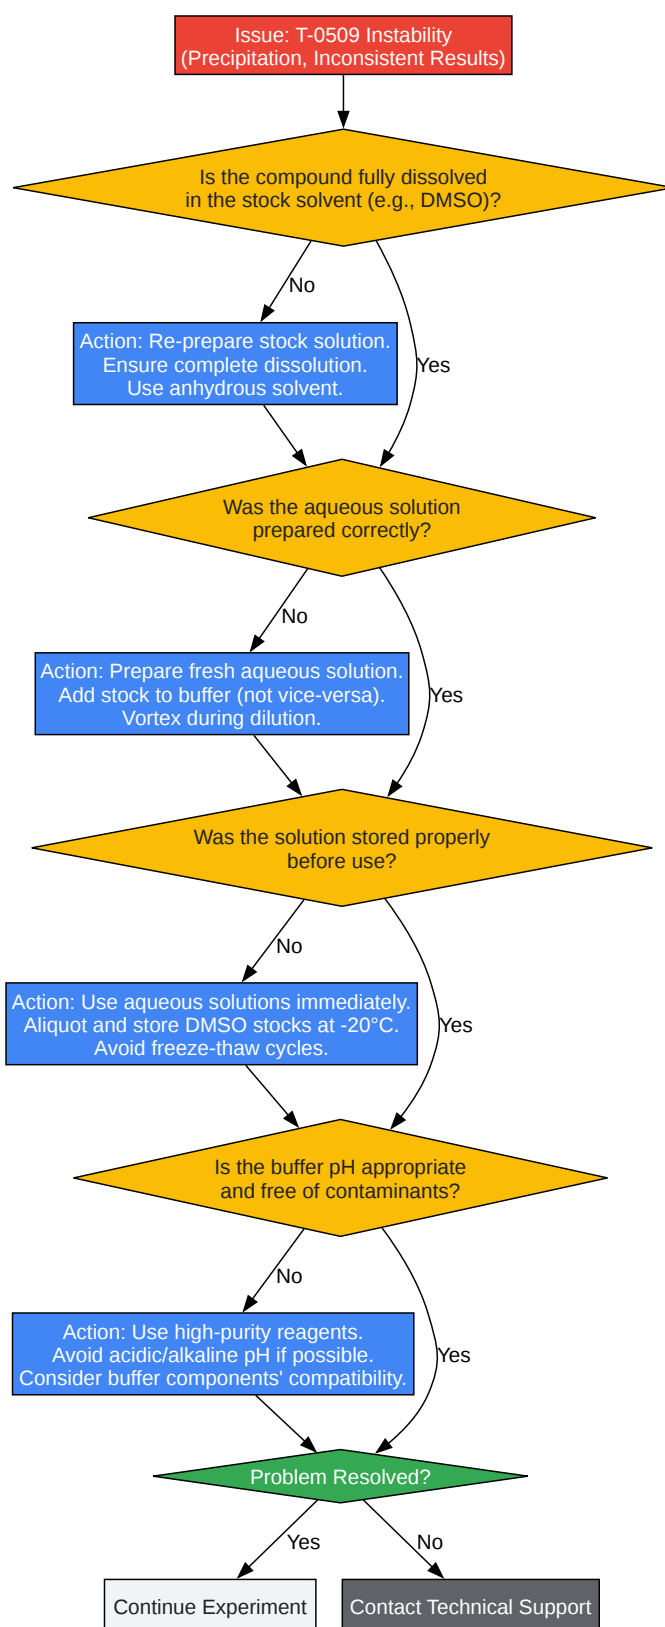 Issue: T-0509 Instability
(Precipitation, Inconsistent Results)
Is the compound fully dissolved
in the stock solvent (e.g., DMSO)?
No
Action: Re-prepare stock solution.
Ensure complete dissolution.
Use anhydrous solvent.
Yes
Was the aqueous solution
prepared correctly?
No
Action: Prepare fresh aqueous solution.
Add stock to buffer (not vice-versa).
Vortex during dilution.
Yes
Was the solution stored properly
before use?
No
Action: Use aqueous solutions immediately.
Aliquot and store DMSO stocks at -20°C.
Avoid freeze-thaw cycles.
Yes
Is the buffer pH appropriate
and free of contaminants?
No
Action: Use high-purity reagents.
Avoid acidic/alkaline pH if possible.
Consider buffer components' compatibility.
Yes
Problem Resolved?
Yes
No
Continue Experiment
Contact Technical Support